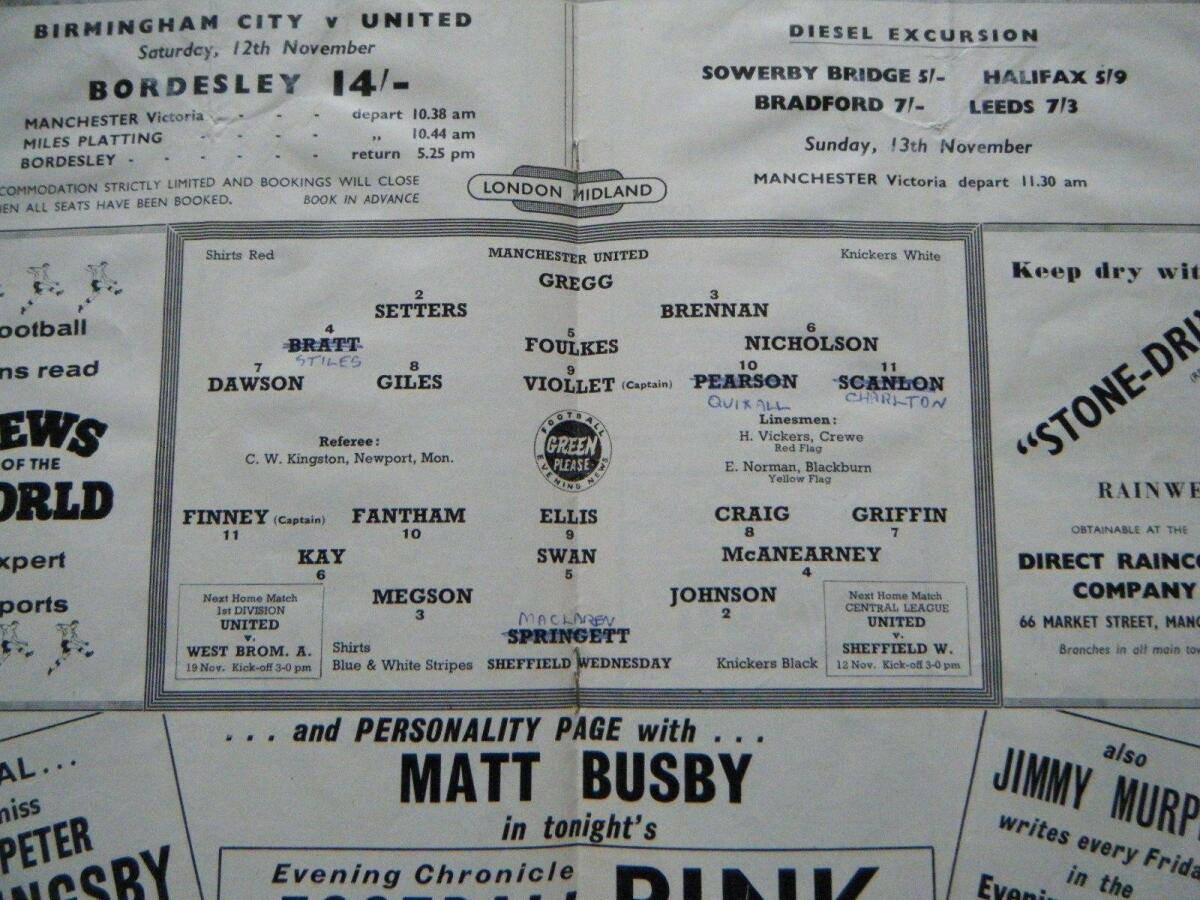 BIRMINGHAM CITY v UNITED
Saturday, 12th November
BORDESLEY 14/-
MANCHESTER Victoria - - - - depart 10.38 am
MILES PLATTING - - - - „ 10.44 am
BORDESLEY - - - - - - return 5.25 pm
COMMODATION STRICTLY LIMITED AND BOOKINGS WILL CLOSE
EN ALL SEATS HAVE BEEN BOOKED. BOOK IN ADVANCE
DIESEL EXCURSION
SOWERBY BRIDGE 5/- HALIFAX 5/9
BRADFORD 7/- LEEDS 7/3
Sunday, 13th November
MANCHESTER Victoria depart 11.30 am
LONDON MIDLAND
ootball
ns read
EWS
OF THE
ORLD
xpert
ports
Shirts Red MANCHESTER UNITED Knickers White
GREGG
2 3
SETTERS BRENNAN
4 5 6
BRATT FOULKES NICHOLSON
STILES
7 8 9 10 11
DAWSON GILES VIOLLET (Captain) PEARSON SCANLON
QUIXALL CHARLTON
Referee:
C. W. Kingston, Newport, Mon.
FOOTBALL
GREEN
PLEASE
EVENING NEWS
Linesmen:
H. Vickers, Crewe
Red Flag
E. Norman, Blackburn
Yellow Flag
FINNEY (Captain) FANTHAM ELLIS CRAIG GRIFFIN
11 10 9 8 7
KAY SWAN McANEARNEY
6 5 4
MEGSON JOHNSON
3 2
MACLAREN
SPRINGETT
Next Home Match
1st DIVISION
UNITED
v.
WEST BROM. A.
19 Nov. Kick-off 3-0 pm
Shirts
Blue & White Stripes SHEFFIELD WEDNESDAY Knickers Black
Next Home Match
CENTRAL LEAGUE
UNITED
v.
SHEFFIELD W.
12 Nov. Kick-off 3-0 pm
Keep dry wit
"STONE-DRI
RAINWE
OBTAINABLE AT THE
DIRECT RAINCO
COMPANY
66 MARKET STREET, MANC
Branches in all main tow
AL...
miss
PETER
NGSBY
... and PERSONALITY PAGE with ...
MATT BUSBY
in tonight's
Evening Chronicle
FOOTBALL PINK
also
JIMMY MURP
writes every Frida
in the
Evenin